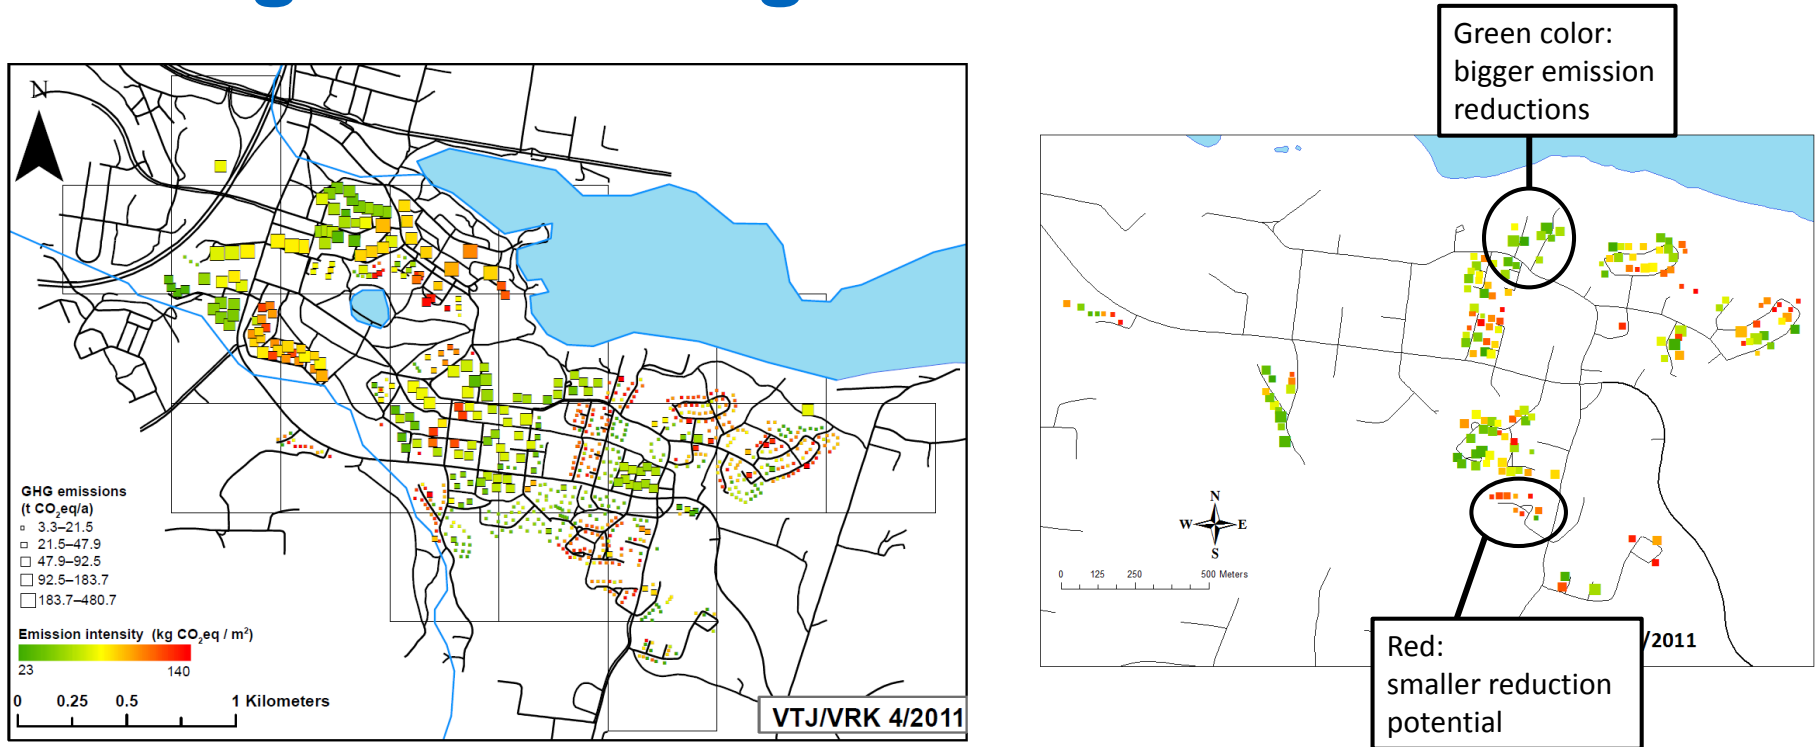 N
GHG emissions
(t CO2eq/a)
3.3–21.5
21.5–47.9
47.9–92.5
92.5–183.7
183.7–480.7
Emission intensity (kg CO2eq / m²)
23 140
0 0.25 0.5 1 Kilometers
VTJ/VRK 4/2011
Green color:
bigger emission
reductions
N
W E
S
0 125 250 500 Meters
/2011
Red:
smaller reduction
potential